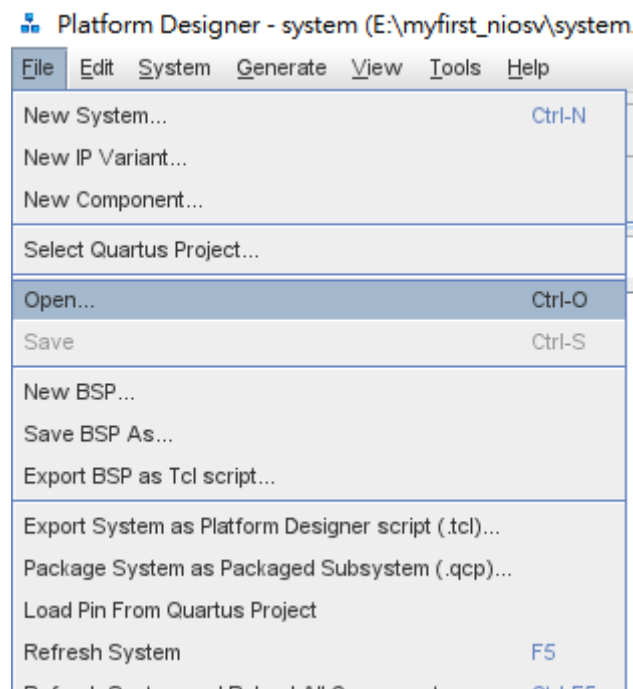 Platform Designer - system (E:\myfirst_niosv\system.
File Edit System Generate View Tools Help
New System... Ctrl-N
New IP Variant...
New Component...
Select Quartus Project...
Open... Ctrl-O
Save Ctrl-S
New BSP...
Save BSP As...
Export BSP as Tcl script...
Export System as Platform Designer script (.tcl)...
Package System as Packaged Subsystem (.qcp)...
Load Pin From Quartus Project
Refresh System F5